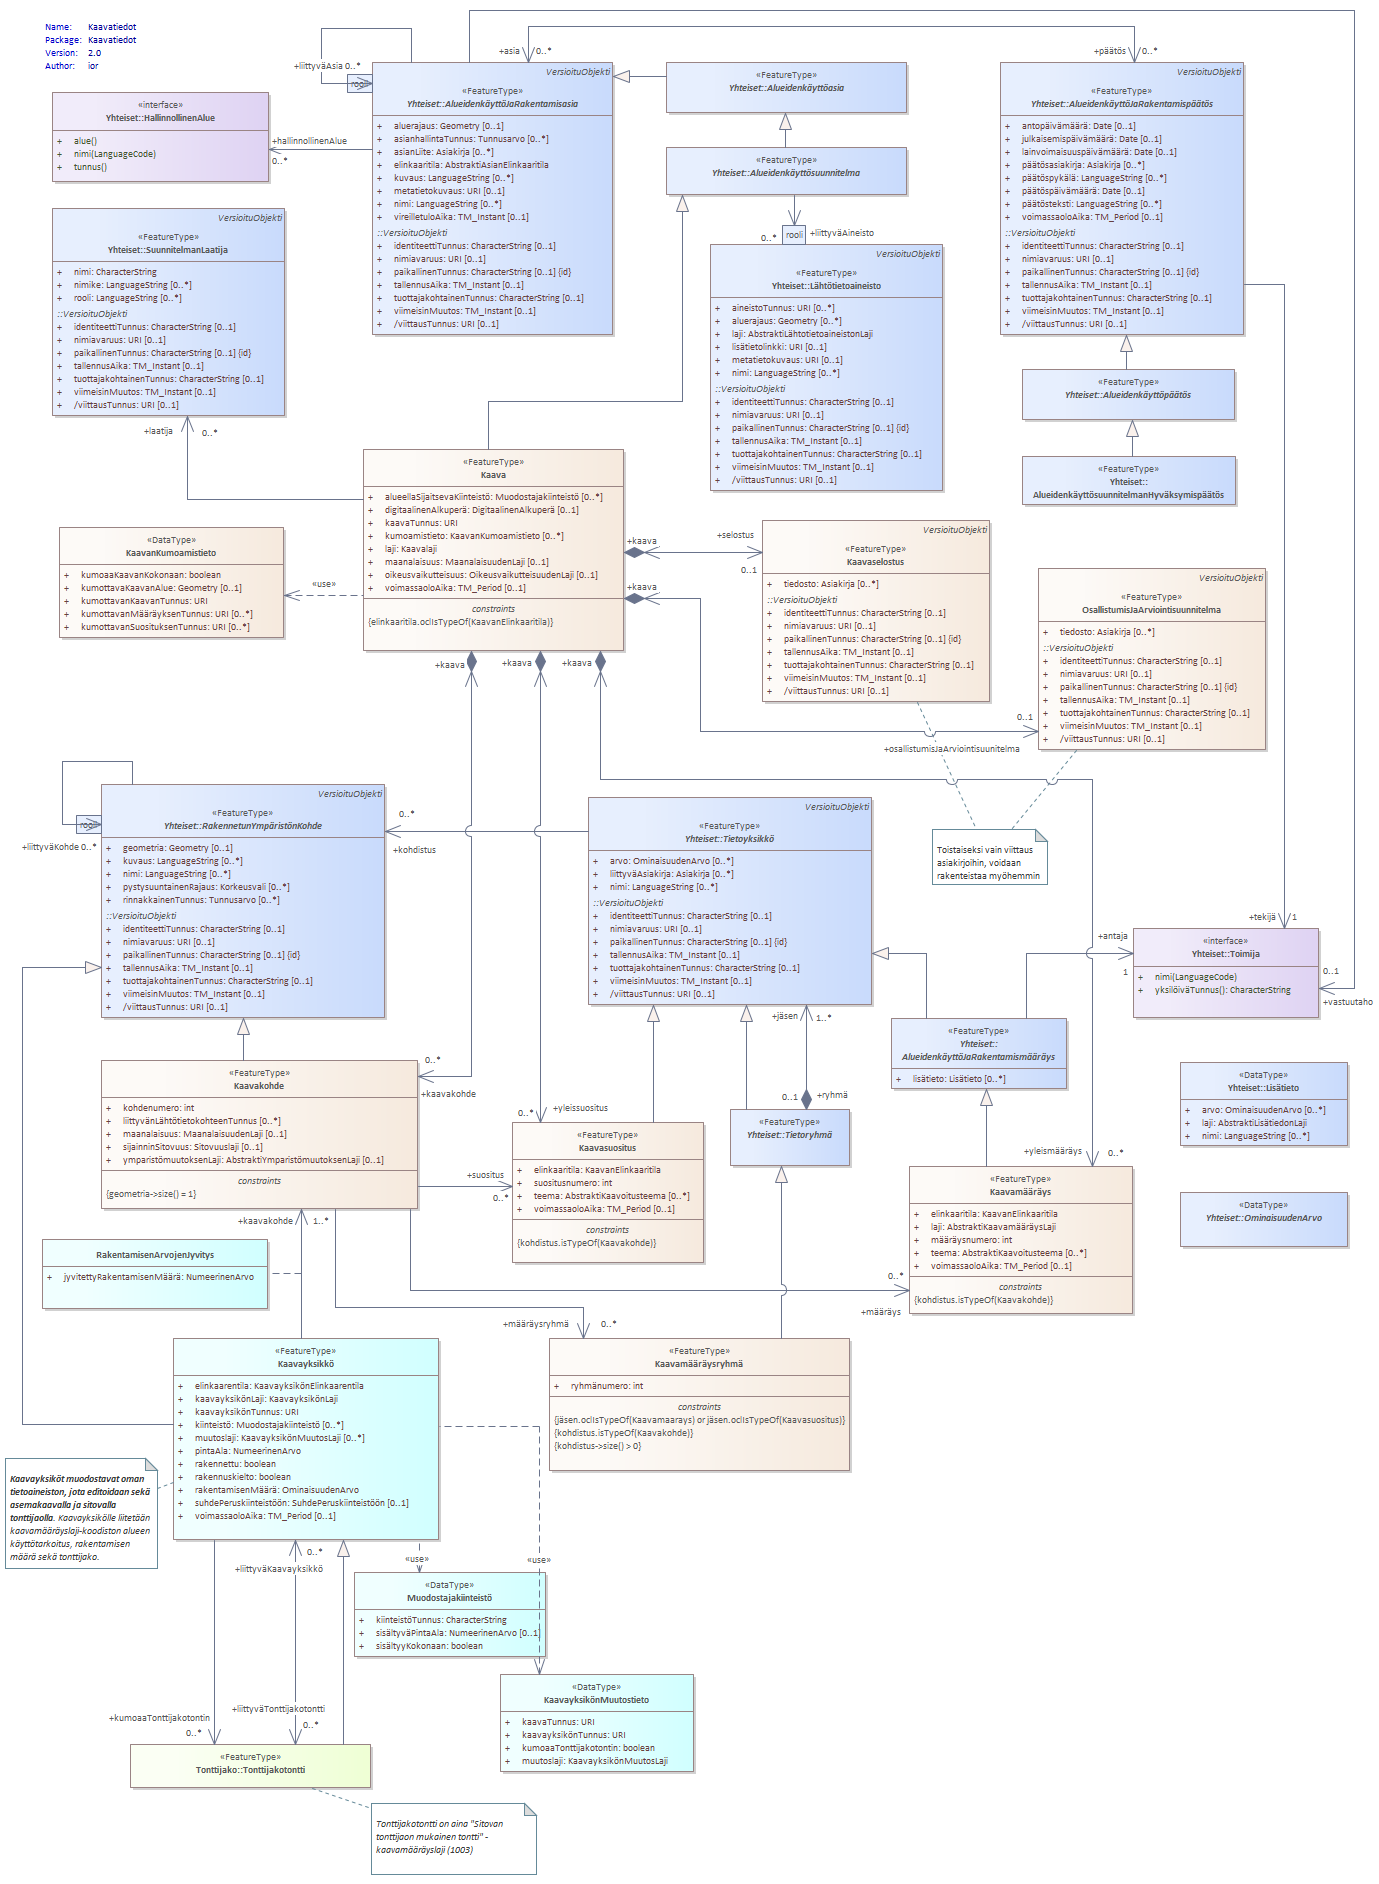 Name: Kaavatiedot
Package: Kaavatiedot
Version: 2.0
Author: ior
+asia
0..*
+päätös
0..*
+liittyväAsia 0..*
rooli
VersioituObjekti
«FeatureType»
Yhteiset::AlueidenkäyttöJaRakentamisasia
+ aluerajaus: Geometry [0..1]
+ asianhallintaTunnus: Tunnusarvo [0..*]
+ asianLiite: Asiakirja [0..*]
+ elinkaaritila: AbstraktiAsianElinkaaritila
+ kuvaus: LanguageString [0..*]
+ metatietokuvaus: URI [0..1]
+ nimi: LanguageString [0..*]
+ vireilletuloAika: TM_Instant [0..1]
::VersioituObjekti
+ identiteettiTunnus: CharacterString [0..1]
+ nimiavaruus: URI [0..1]
+ paikallinenTunnus: CharacterString [0..1] {id}
+ tallennusAika: TM_Instant [0..1]
+ tuottajakohtainenTunnus: CharacterString [0..1]
+ viimeisinMuutos: TM_Instant [0..1]
+ /viittausTunnus: URI [0..1]
«FeatureType»
Yhteiset::Alueidenkäyttöasia
«FeatureType»
Yhteiset::Alueidenkäyttösuunnitelma
VersioituObjekti
«FeatureType»
Yhteiset::AlueidenkäyttöJaRakentamispäätös
+ antopäivämäärä: Date [0..1]
+ julkaisemispäivämäärä: Date [0..1]
+ lainvoimaisuuspäivämäärä: Date [0..1]
+ päätösasiakirja: Asiakirja [0..*]
+ päätöspykälä: LanguageString [0..*]
+ päätöspäivämäärä: Date [0..1]
+ päätösteksti: LanguageString [0..*]
+ voimassaoloAika: TM_Period [0..1]
::VersioituObjekti
+ identiteettiTunnus: CharacterString [0..1]
+ nimiavaruus: URI [0..1]
+ paikallinenTunnus: CharacterString [0..1] {id}
+ tallennusAika: TM_Instant [0..1]
+ tuottajakohtainenTunnus: CharacterString [0..1]
+ viimeisinMuutos: TM_Instant [0..1]
+ /viittausTunnus: URI [0..1]
«interface»
Yhteiset::HallinnollinenAlue
+ alue()
+ nimi(LanguageCode)
+ tunnus()
+hallinnollinenAlue
0..*
VersioituObjekti
«FeatureType»
Yhteiset::SuunnitelmanLaatija
+ nimi: CharacterString
+ nimike: LanguageString [0..*]
+ rooli: LanguageString [0..*]
::VersioituObjekti
+ identiteettiTunnus: CharacterString [0..1]
+ nimiavaruus: URI [0..1]
+ paikallinenTunnus: CharacterString [0..1] {id}
+ tallennusAika: TM_Instant [0..1]
+ tuottajakohtainenTunnus: CharacterString [0..1]
+ viimeisinMuutos: TM_Instant [0..1]
+ /viittausTunnus: URI [0..1]
+laatija
0..*
0..*
rooli
+liittyväAineisto
VersioituObjekti
«FeatureType»
Yhteiset::Lähtötietoaineisto
+ aineistoTunnus: URI [0..*]
+ aluerajaus: Geometry [0..*]
+ laji: AbstraktiLähtötietoaineistonLaji
+ lisätietolinkki: URI [0..1]
+ metatietokuvaus: URI [0..1]
+ nimi: LanguageString [0..*]
::VersioituObjekti
+ identiteettiTunnus: CharacterString [0..1]
+ nimiavaruus: URI [0..1]
+ paikallinenTunnus: CharacterString [0..1] {id}
+ tallennusAika: TM_Instant [0..1]
+ tuottajakohtainenTunnus: CharacterString [0..1]
+ viimeisinMuutos: TM_Instant [0..1]
+ /viittausTunnus: URI [0..1]
«FeatureType»
Yhteiset::Alueidenkäyttöpäätös
«FeatureType»
Yhteiset::
AlueidenkäyttösuunnitelmanHyväksymispäätös
«FeatureType»
Kaava
+ alueellaSijaitsevaKiinteistö: Muodostajakiinteistö [0..*]
+ digitaalinenAlkuperä: DigitaalinenAlkuperä [0..1]
+ kaavaTunnus: URI
+ kumoamistieto: KaavanKumoamistieto [0..*]
+ laji: Kaavalaji
+ maanalaisuus: MaanalaisuudenLaji [0..1]
+ oikeusvaikutteisuus: OikeusvaikutteisuudenLaji [0..1]
+ voimassaoloAika: TM_Period [0..1]
constraints
{elinkaaritila.oclIsTypeOf(KaavanElinkaaritila)}
«DataType»
KaavanKumoamistieto
+ kumoaaKaavanKokonaan: boolean
+ kumottavaKaavanAlue: Geometry [0..1]
+ kumottavanKaavanTunnus: URI
+ kumottavanMääräyksenTunnus: URI [0..*]
+ kumottavanSuosituksenTunnus: URI [0..*]
«use»
+kaava
+selostus
0..1
+kaava
VersioituObjekti
«FeatureType»
Kaavaselostus
+ tiedosto: Asiakirja [0..*]
::VersioituObjekti
+ identiteettiTunnus: CharacterString [0..1]
+ nimiavaruus: URI [0..1]
+ paikallinenTunnus: CharacterString [0..1] {id}
+ tallennusAika: TM_Instant [0..1]
+ tuottajakohtainenTunnus: CharacterString [0..1]
+ viimeisinMuutos: TM_Instant [0..1]
+ /viittausTunnus: URI [0..1]
VersioituObjekti
«FeatureType»
OsallistumisJaArviointisuunnitelma
+ tiedosto: Asiakirja [0..*]
::VersioituObjekti
+ identiteettiTunnus: CharacterString [0..1]
+ nimiavaruus: URI [0..1]
+ paikallinenTunnus: CharacterString [0..1] {id}
+ tallennusAika: TM_Instant [0..1]
+ tuottajakohtainenTunnus: CharacterString [0..1]
+ viimeisinMuutos: TM_Instant [0..1]
+ /viittausTunnus: URI [0..1]
+kaava
+kaava
+kaava
0..1
+osallistumisJaArviointisuunitelma
Toistaiseksi vain viittaus
asiakirjoihin, voidaan
rakenteistaa myöhemmin
rooli
+liittyväKohde 0..*
VersioituObjekti
«FeatureType»
Yhteiset::RakennetunYmpäristönKohde
+ geometria: Geometry [0..1]
+ kuvaus: LanguageString [0..*]
+ nimi: LanguageString [0..*]
+ pystysuuntainenRajaus: Korkeusvali [0..*]
+ rinnakkainenTunnus: Tunnusarvo [0..*]
::VersioituObjekti
+ identiteettiTunnus: CharacterString [0..1]
+ nimiavaruus: URI [0..1]
+ paikallinenTunnus: CharacterString [0..1] {id}
+ tallennusAika: TM_Instant [0..1]
+ tuottajakohtainenTunnus: CharacterString [0..1]
+ viimeisinMuutos: TM_Instant [0..1]
+ /viittausTunnus: URI [0..1]
0..*
+kohdistus
VersioituObjekti
«FeatureType»
Yhteiset::Tietoyksikkö
+ arvo: OminaisuudenArvo [0..*]
+ liittyväAsiakirja: Asiakirja [0..*]
+ nimi: LanguageString [0..*]
::VersioituObjekti
+ identiteettiTunnus: CharacterString [0..1]
+ nimiavaruus: URI [0..1]
+ paikallinenTunnus: CharacterString [0..1] {id}
+ tallennusAika: TM_Instant [0..1]
+ tuottajakohtainenTunnus: CharacterString [0..1]
+ viimeisinMuutos: TM_Instant [0..1]
+ /viittausTunnus: URI [0..1]
+tekijä
1
+antaja
1
«interface»
Yhteiset::Toimija
+ nimi(LanguageCode)
+ yksilöiväTunnus(): CharacterString
0..1
+vastuutaho
+jäsen
1..*
0..1
+ryhmä
«FeatureType»
Yhteiset::
AlueidenkäyttöJaRakentamismääräys
+ lisätieto: Lisätieto [0..*]
«DataType»
Yhteiset::Lisätieto
+ arvo: OminaisuudenArvo [0..*]
+ laji: AbstraktiLisätiedonLaji
+ nimi: LanguageString [0..*]
«DataType»
Yhteiset::OminaisuudenArvo
«FeatureType»
Kaavakohde
+ kohdenumero: int
+ liittyvänLähtötietokohteenTunnus [0..*]
+ maanalaisuus: MaanalaisuudenLaji [0..1]
+ sijainninSitovuus: Sitovuuslaji [0..1]
+ ympäristömuutoksenLaji: AbstraktiYmparistömuutoksenLaji [0..1]
constraints
{geometria->size() = 1}
0..*
+kaavakohde
0..*
+yleissuositus
«FeatureType»
Kaavasuositus
+ elinkaaritila: KaavanElinkaaritila
+ suositusnumero: int
+ teema: AbstraktiKaavoitusteema [0..*]
+ voimassaoloAika: TM_Period [0..1]
constraints
{kohdistus.isTypeOf(Kaavakohde)}
+suositus
0..*
«FeatureType»
Yhteiset::Tietoryhmä
+yleismääräys
0..*
«FeatureType»
Kaavamääräys
+ elinkaaritila: KaavanElinkaaritila
+ laji: AbstraktiKaavamääräysLaji
+ määräysnumero: int
+ teema: AbstraktiKaavoitusteema [0..*]
+ voimassaoloAika: TM_Period [0..1]
constraints
{kohdistus.isTypeOf(Kaavakohde)}
0..*
+määräys
+kaavakohde
1..*
RakentamisenArvojenJyvitys
+ jyvitettyRakentamisenMäärä: NumeerinenArvo
+määräysryhmä
0..*
«FeatureType»
Kaavamääräysryhmä
+ ryhmänumero: int
constraints
{jäsen.oclIsTypeOf(Kaavamaarays) or jäsen.oclIsTypeOf(Kaavasuositus)}
{kohdistus.isTypeOf(Kaavakohde)}
{kohdistus->size() > 0}
«FeatureType»
Kaavayksikkö
+ elinkaarentila: KaavayksikönElinkaarentila
+ kaavayksikönLaji: KaavayksikönLaji
+ kaavayksikönTunnus: URI
+ kiinteistö: Muodostajakiinteistö [0..*]
+ muutoslaji: KaavayksikönMuutosLaji [0..*]
+ pintaAla: NumeerinenArvo
+ rakennettu: boolean
+ rakennuskielto: boolean
+ rakentamisenMäärä: OminaisuudenArvo
+ suhdePeruskiinteistöön: SuhdePeruskiinteistöön [0..1]
+ voimassaoloAika: TM_Period [0..1]
Kaavayksiköt muodostavat oman
tietoaineiston, jota editoidaan sekä
asemakaavalla ja sitovalla
tonttijaolla. Kaavayksikölle liitetään
kaavamääräyslaji-koodiston alueen
käyttötarkoitus, rakentamisen
määrä sekä tonttijako.
0..*
+liittyväKaavayksikkö
«use»
«use»
«DataType»
Muodostajakiinteistö
+ kiinteistöTunnus: CharacterString
+ sisältyväPintaAla: NumeerinenArvo [0..1]
+ sisältyyKokonaan: boolean
«DataType»
KaavayksikönMuutostieto
+ kaavaTunnus: URI
+ kaavayksikönTunnus: URI
+ kumoaaTonttijakotontin: boolean
+ muutoslaji: KaavayksikönMuutosLaji
+kumoaaTonttijakotontin
0..*
+liittyväTonttijakotontti
0..*
«FeatureType»
Tonttijako::Tonttijakotontti
Tonttijakotontti on aina "Sitovan
tonttijaon mukainen tontti" -
kaavamääräyslaji (1003)